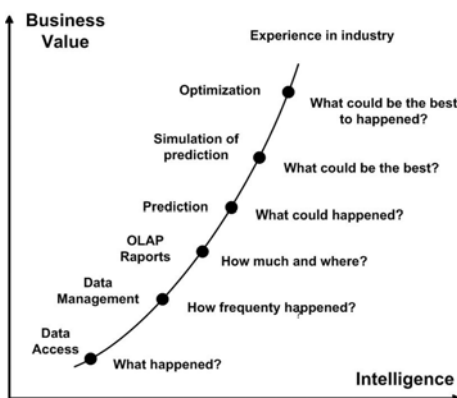 Business
Value
Experience in industry
Optimization
What could be the best
to happened?
Simulation of
prediction
What could be the best?
Prediction
What could happened?
OLAP
Raports
How much and where?
Data
Management
How frequenty happened?
Data
Access
What happened?
Intelligence